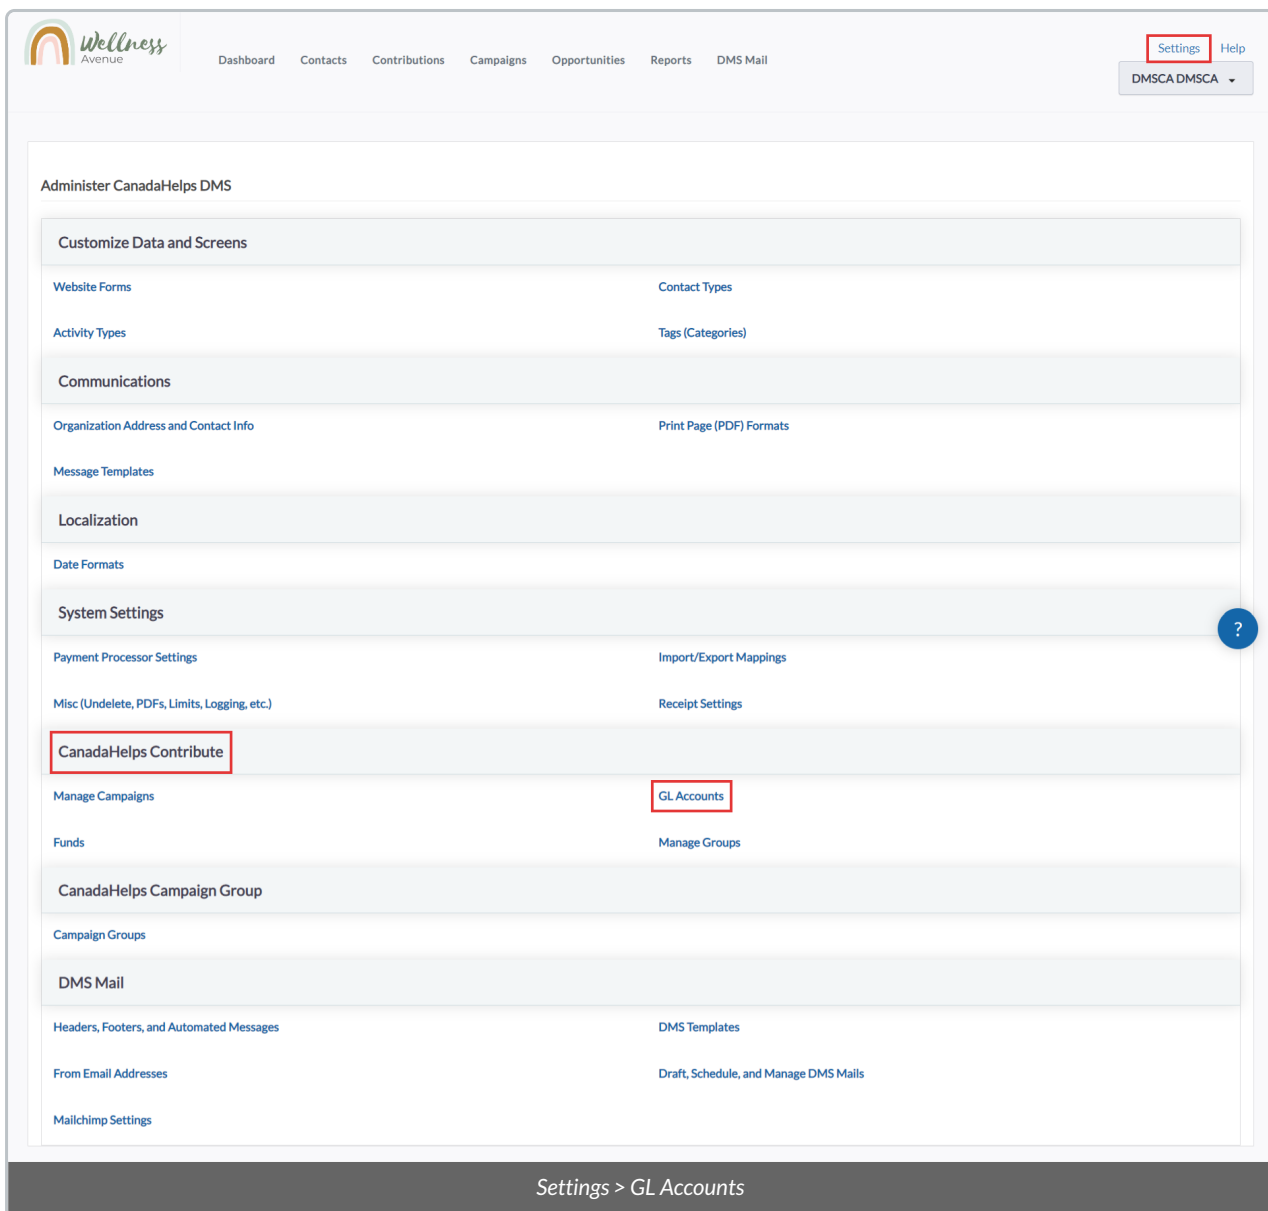 Wellness
Avenue
Dashboard Contacts Contributions Campaigns Opportunities Reports DMS Mail
Settings Help
DMSCA DMSCA
Administer CanadaHelps DMS
Customize Data and Screens
Website Forms Contact Types
Activity Types Tags (Categories)
Communications
Organization Address and Contact Info Print Page (PDF) Formats
Message Templates
Localization
Date Formats
System Settings
?
Payment Processor Settings Import/Export Mappings
Misc (Undelete, PDFs, Limits, Logging, etc.) Receipt Settings
CanadaHelps Contribute
Manage Campaigns GL Accounts
Funds Manage Groups
CanadaHelps Campaign Group
Campaign Groups
DMS Mail
Headers, Footers, and Automated Messages DMS Templates
From Email Addresses Draft, Schedule, and Manage DMS Mails
Mailchimp Settings
Settings > GL Accounts